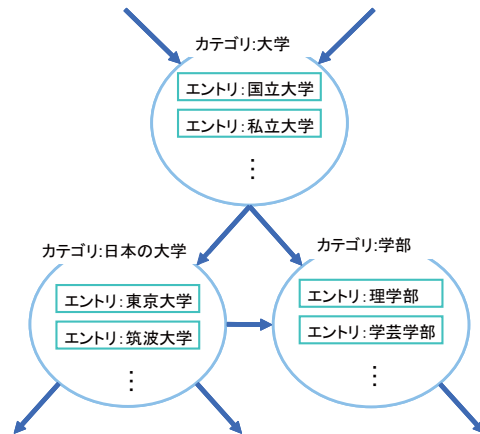 カテゴリ:大学
エントリ:国立大学
エントリ:私立大学
⋮
カテゴリ:日本の大学
エントリ:東京大学
エントリ:筑波大学
⋮
カテゴリ:学部
エントリ:理学部
エントリ:学芸学部
⋮